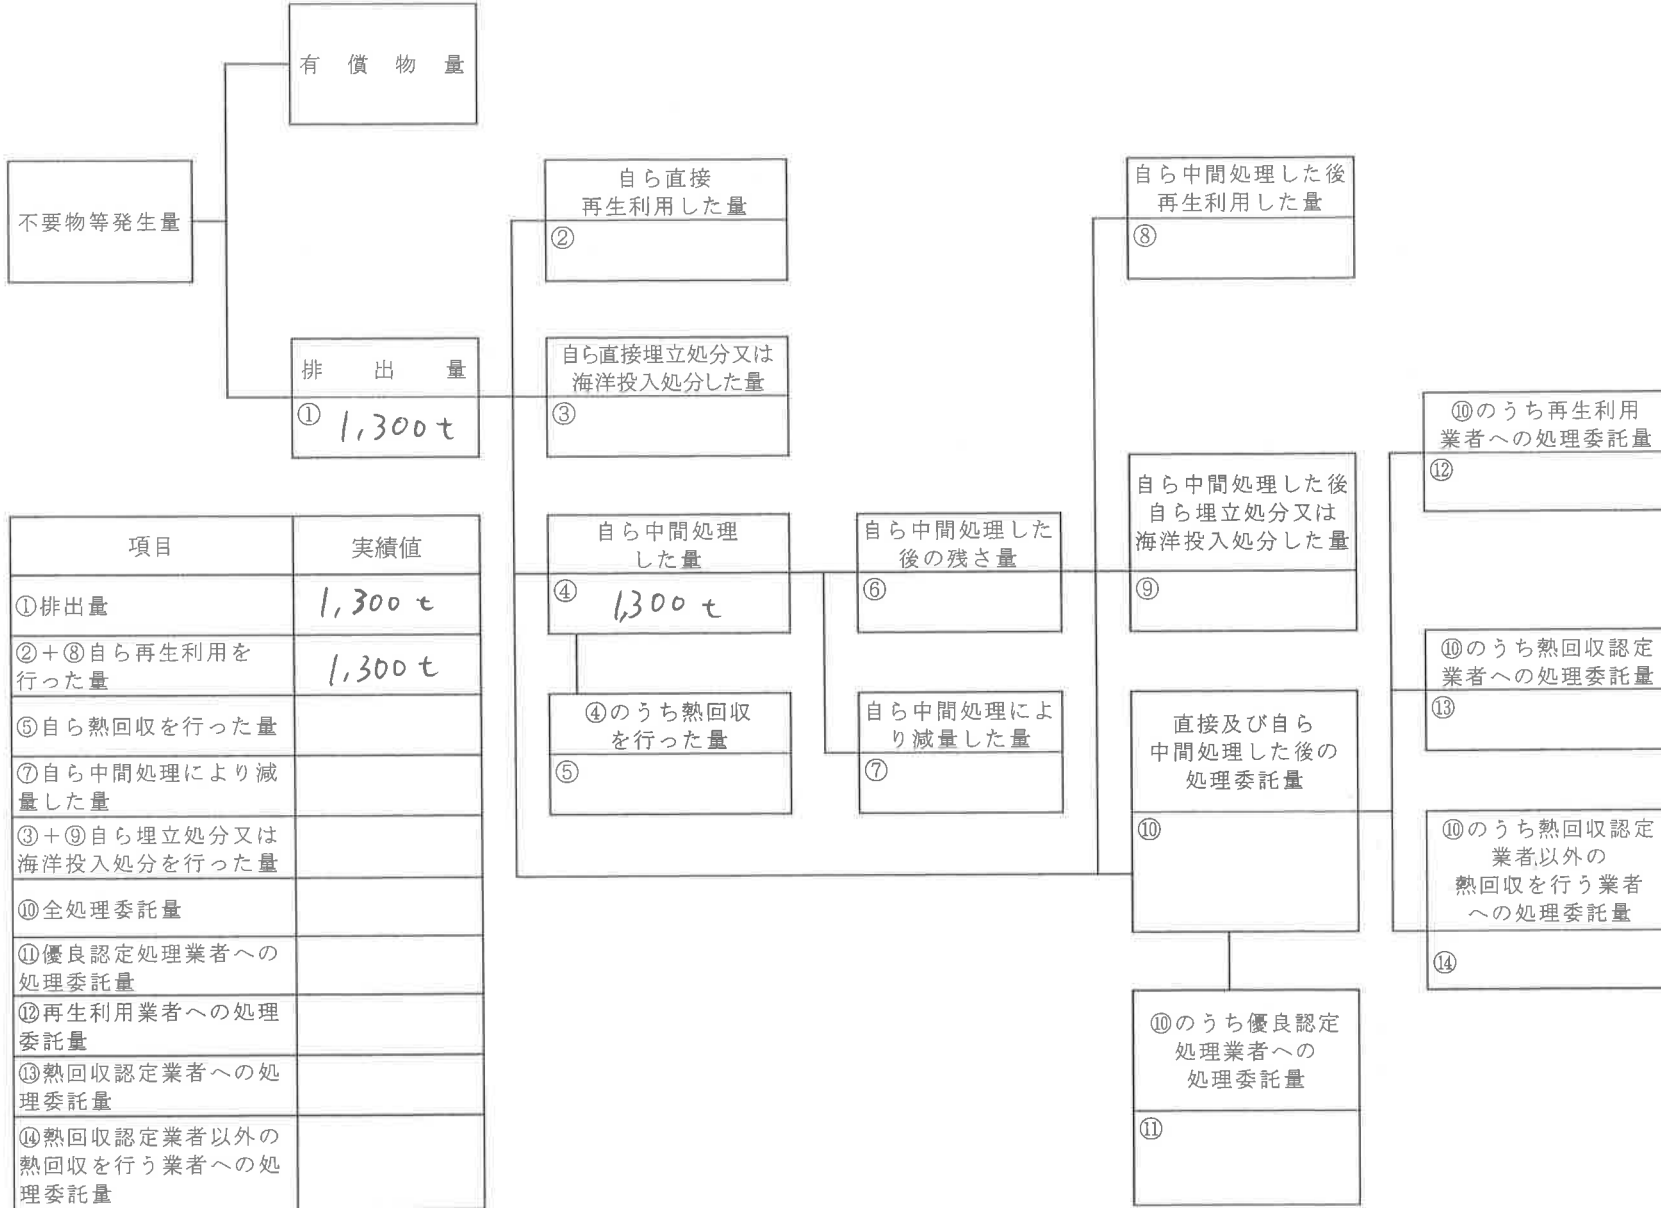 有償物量
不要物等発生量
排出量
① 1,300 t
自ら直接
再生利用した量
②
自ら直接埋立処分又は
海洋投入処分した量
③
自ら中間処理
した量
④ 1,300 t
④のうち熱回収
を行った量
⑤
自ら中間処理した
後の残さ量
⑥
自ら中間処理によ
り減量した量
⑦
自ら中間処理した後
再生利用した量
⑧
自ら中間処理した後
自ら埋立処分又は
海洋投入処分した量
⑨
直接及び自ら
中間処理した後の
処理委託量
⑩
⑩のうち優良認定
処理業者への
処理委託量
⑪
⑩のうち再生利用
業者への処理委託量
⑫
⑩のうち熱回収認定
業者への処理委託量
⑬
⑩のうち熱回収認定
業者以外の
熱回収を行う業者
への処理委託量
⑭
項目 実績値
①排出量 1,300 t
②+⑧自ら再生利用を
行った量 1,300 t
⑤自ら熱回収を行った量
⑦自ら中間処理により減
量した量
③+⑨自ら埋立処分又は
海洋投入処分を行った量
⑩全処理委託量
⑪優良認定処理業者への
処理委託量
⑫再生利用業者への処理
委託量
⑬熱回収認定業者への処
理委託量
⑭熱回収認定業者以外の
熱回収を行う業者への処
理委託量